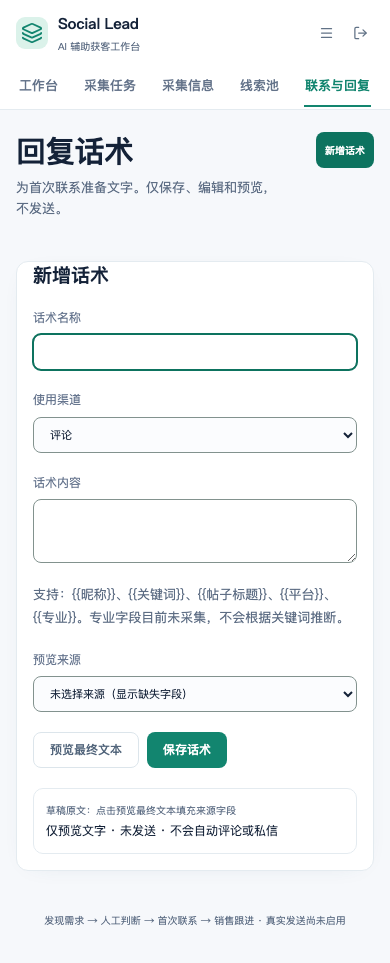 Social Lead
AI 辅助获客工作台
工作台 采集任务 采集信息 线索池 联系与回复
回复话术
新增话术
为首次联系准备文字。仅保存、编辑和预览，
不发送。
新增话术
话术名称
使用渠道
评论
话术内容
支持：{{昵称}}、{{关键词}}、{{帖子标题}}、{{平台}}、
{{专业}}。专业字段目前未采集，不会根据关键词推断。
预览来源
未选择来源（显示缺失字段）
预览最终文本 保存话术
草稿原文：点击预览最终文本填充来源字段
仅预览文字 · 未发送 · 不会自动评论或私信
发现需求 → 人工判断 → 首次联系 → 销售跟进 · 真实发送尚未启用